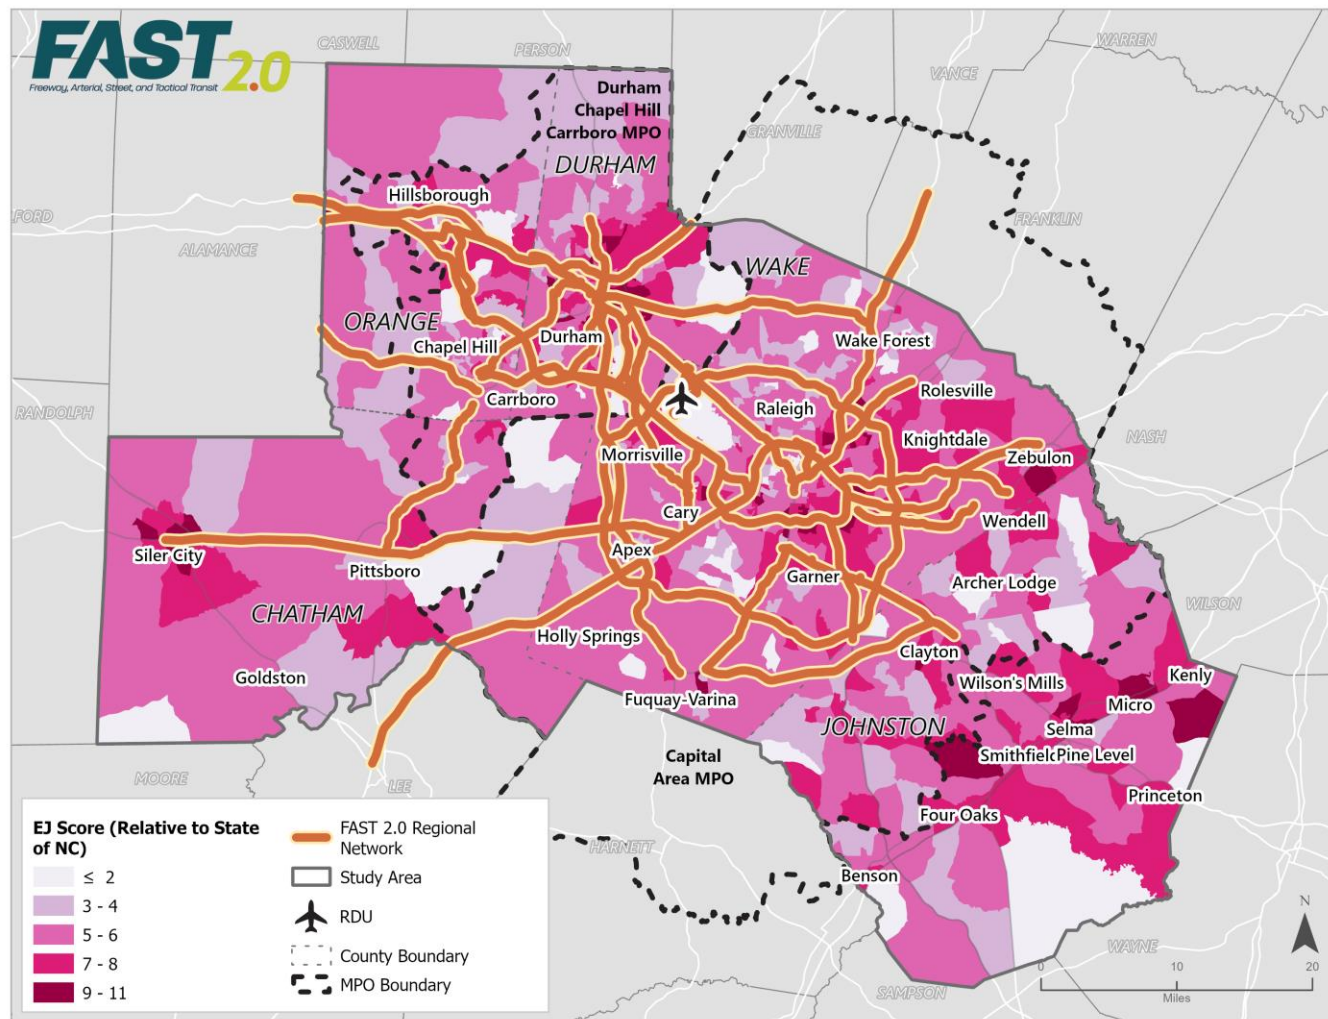 FAST 2.0
Freeway, Arterial, Street, and Tactical Transit
CASWELL
PERSON
WARREN
VANCE
Durham
Chapel Hill
Carrboro MPO
GRANVILLE
DURHAM
Hillsborough
FORD
ALAMANCE
FRANKLIN
WAKE
ORANGE
Chapel Hill
Durham
Wake Forest
Rolesville
RANDOLPH
Carrboro
Raleigh
Knightdale
NASH
Morrisville
Zebulon
Cary
Wendell
Siler City
Pittsboro
Apex
Garner
Archer Lodge
WILSON
CHATHAM
Holly Springs
Clayton
Goldston
Wilson's Mills
Kenly
Fuquay-Varina
Micro
JOHNSTON
Selma
Capital
Area MPO
Smithfield
Pine Level
MOORE
LEE
Princeton
Four Oaks
HARNETT
Benson
WAYNE
SAMPSON
EJ Score (Relative to State
of NC)
≤ 2
3 - 4
5 - 6
7 - 8
9 - 11
FAST 2.0 Regional
Network
Study Area
RDU
County Boundary
MPO Boundary
N
0 10 20
Miles